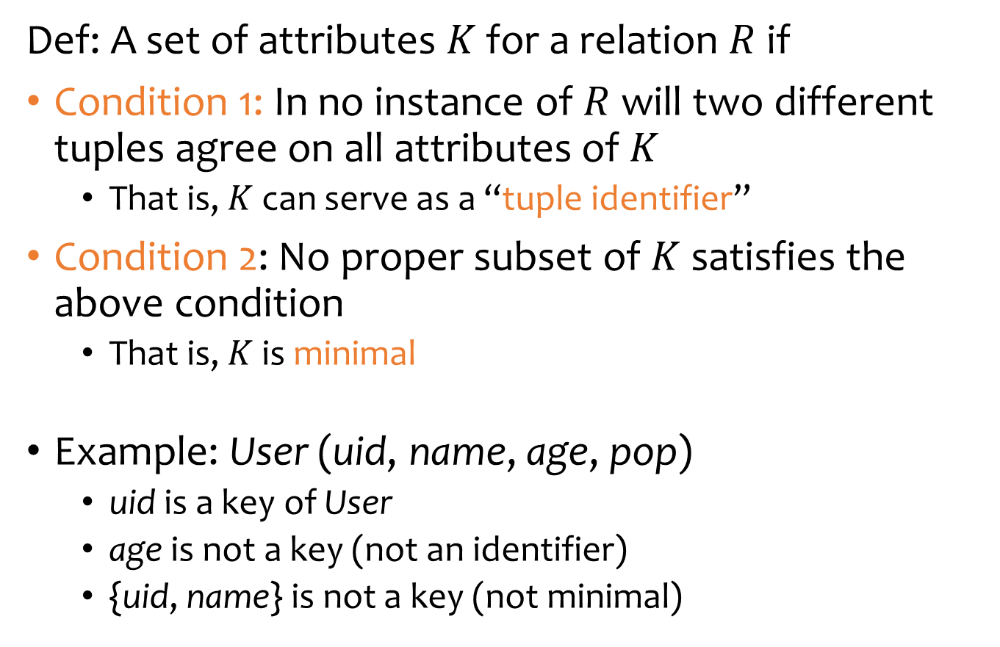 Def: A set of attributes K for a relation R if
• Condition 1: In no instance of R will two different
tuples agree on all attributes of K
• That is, K can serve as a “tuple identifier”
• Condition 2: No proper subset of K satisfies the
above condition
• That is, K is minimal
• Example: User (uid, name, age, pop)
• uid is a key of User
• age is not a key (not an identifier)
• {uid, name} is not a key (not minimal)